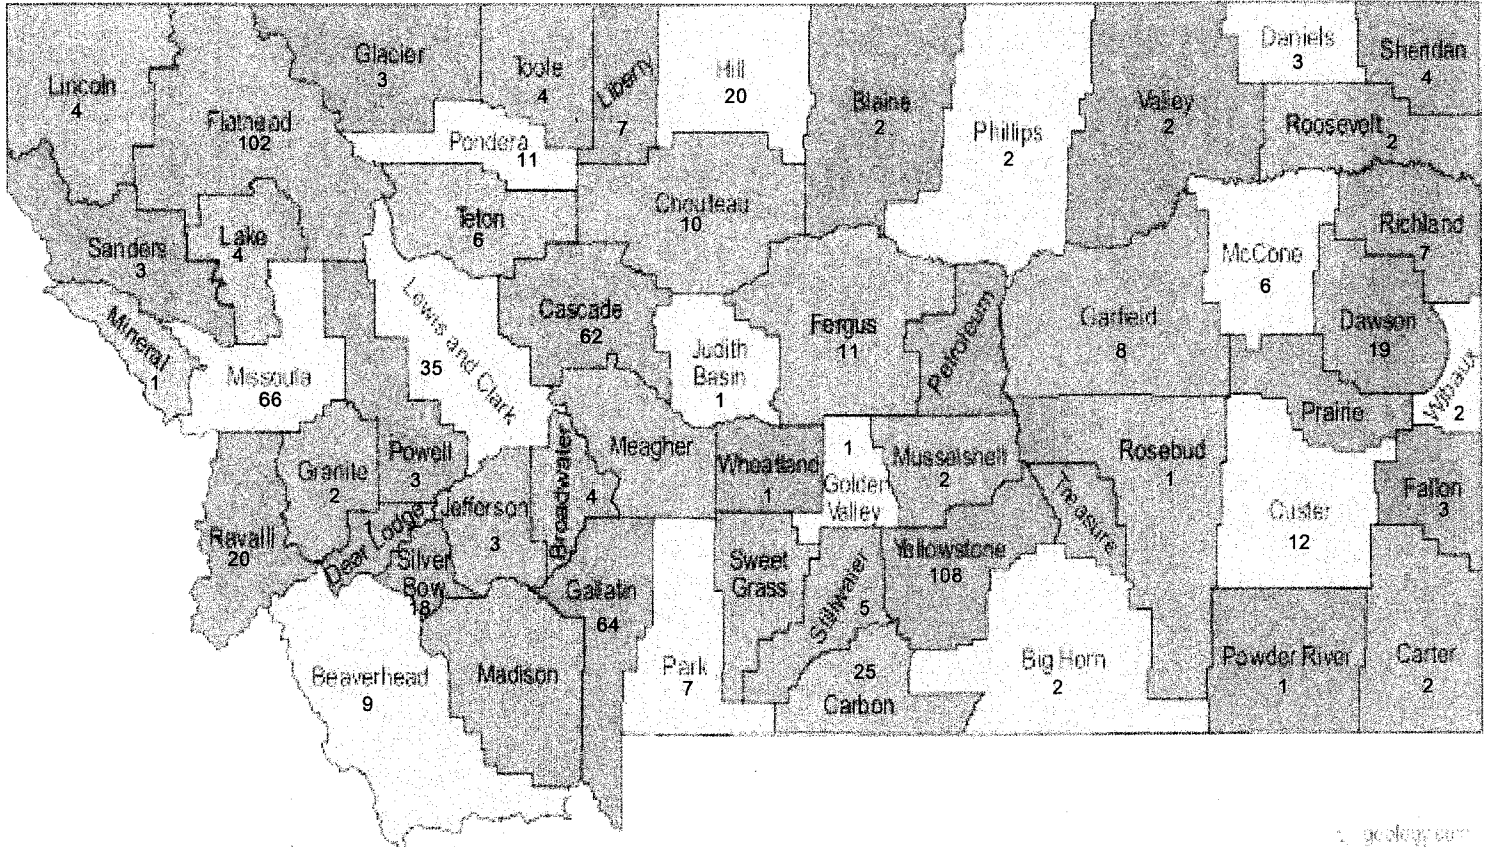 Lincoln
4
Flathead
102
Glacier
3
Toole
4
Liberty
7
Hill
20
Blaine
2
Phillips
2
Valley
2
Daniels
3
Sheridan
4
Roosevelt
2
Pondera
11
Teton
6
Chouteau
10
Sanders
3
Lake
4
Lewis and Clark
35
Cascade
62
Judith
Basin
1
Fergus
11
Petroleum
Garfield
8
McCone
6
Richland
7
Dawson
19
Wibaux
2
Prairie
Mineral
1
Missoula
66
Granite
2
Powell
3
Jefferson
3
Broadwater
4
Meagher
Wheatland
1
1
Golden
Valley
Musselshell
2
Treasure
Rosebud
1
Custer
12
Fallon
3
Ravalli
20
Deer Lodge
1
Silver
Bow
18
Gallatin
64
Sweet
Grass
Stillwater
5
Yellowstone
108
Beaverhead
9
Madison
Park
7
25
Carbon
Big Horn
2
Powder River
1
Carter
2
geology.com